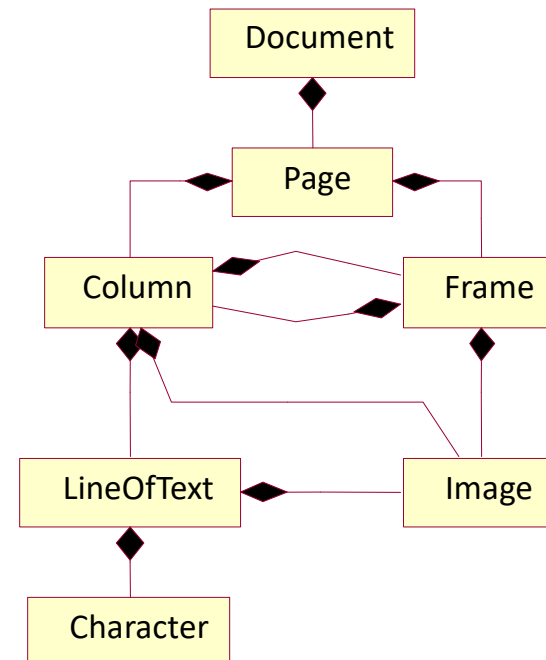 Document
Page
Column
Frame
LineOfText
Image
Character